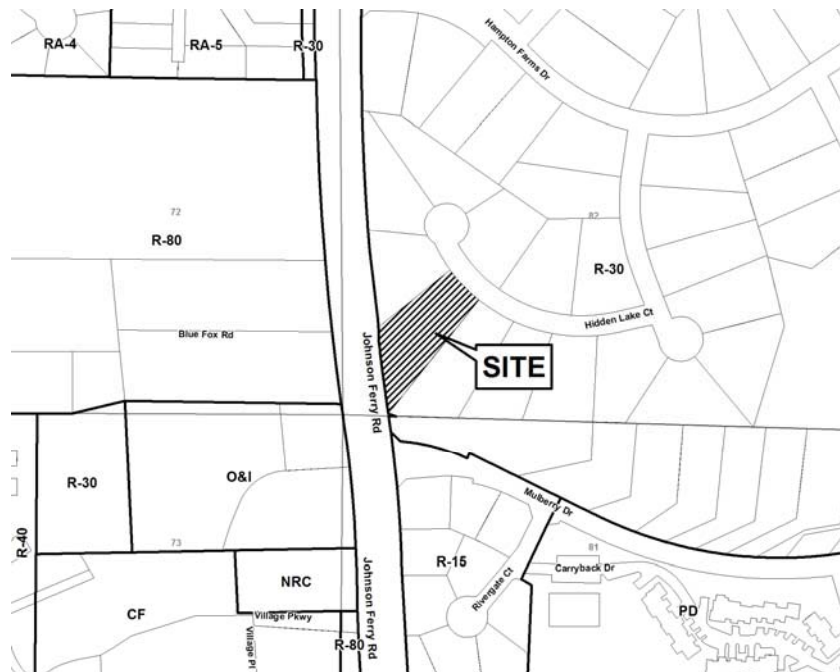 RA-4
RA-5
R-30
Hampton Farms Dr
72
R-80
82
R-30
Hidden Lake Ct
Blue Fox Rd
Johnson Ferry Rd
SITE
R-30
O&I
R-40
73
Mulberry Dr
R-15
81
Carryback Dr
Rivergate Ct
NRC
CF
Village Pkwy
Village Pl
R-80
Johnson Ferry Rd
PD